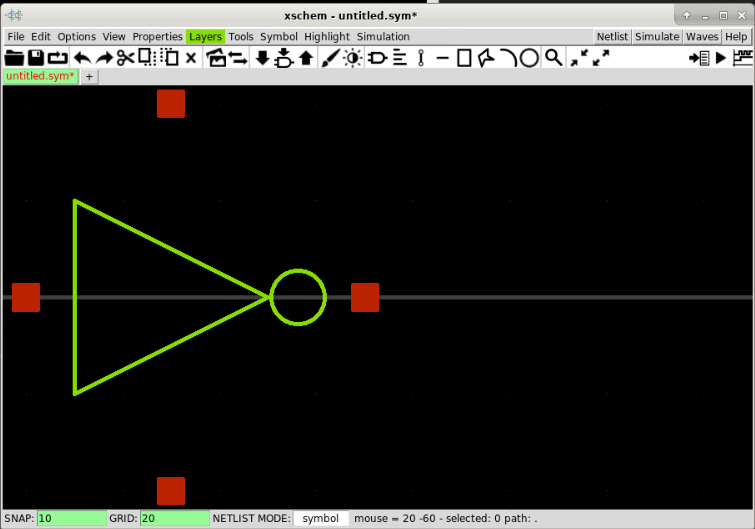 xschem - untitled.sym*
File Edit Options View Properties Layers Tools Symbol Highlight Simulation Netlist Simulate Waves Help
untitled.sym* +
SNAP: 10 GRID: 20 NETLIST MODE: symbol mouse = 20 -60 - selected: 0 path: .